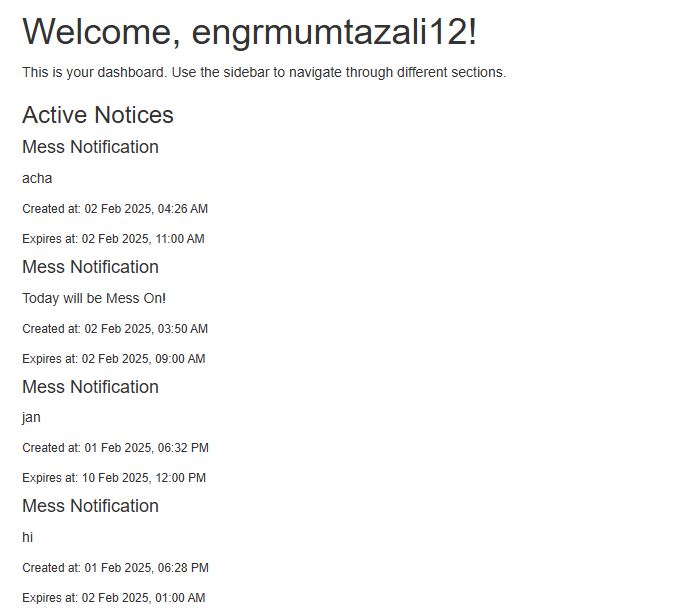 Welcome, engrmumtazali12!
This is your dashboard. Use the sidebar to navigate through different sections.
Active Notices
Mess Notification
acha
Created at: 02 Feb 2025, 04:26 AM
Expires at: 02 Feb 2025, 11:00 AM
Mess Notification
Today will be Mess On!
Created at: 02 Feb 2025, 03:50 AM
Expires at: 02 Feb 2025, 09:00 AM
Mess Notification
jan
Created at: 01 Feb 2025, 06:32 PM
Expires at: 10 Feb 2025, 12:00 PM
Mess Notification
hi
Created at: 01 Feb 2025, 06:28 PM
Expires at: 02 Feb 2025, 01:00 AM